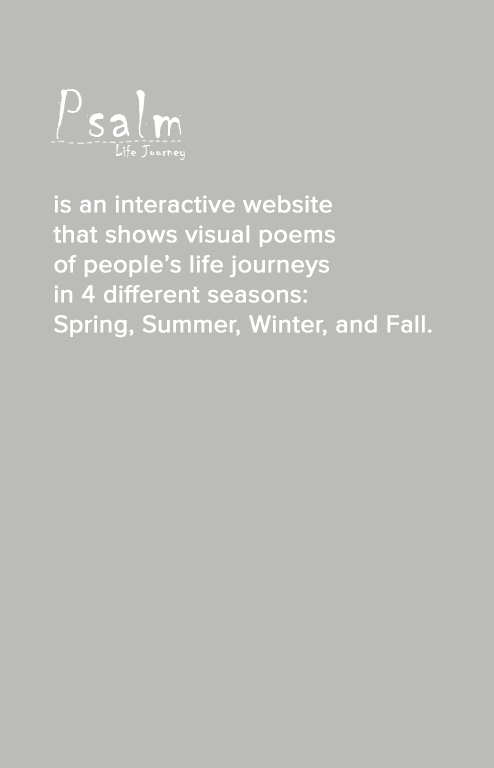 Psalm
Life Journey
is an interactive website
that shows visual poems
of people’s life journeys
in 4 different seasons:
Spring, Summer, Winter, and Fall.